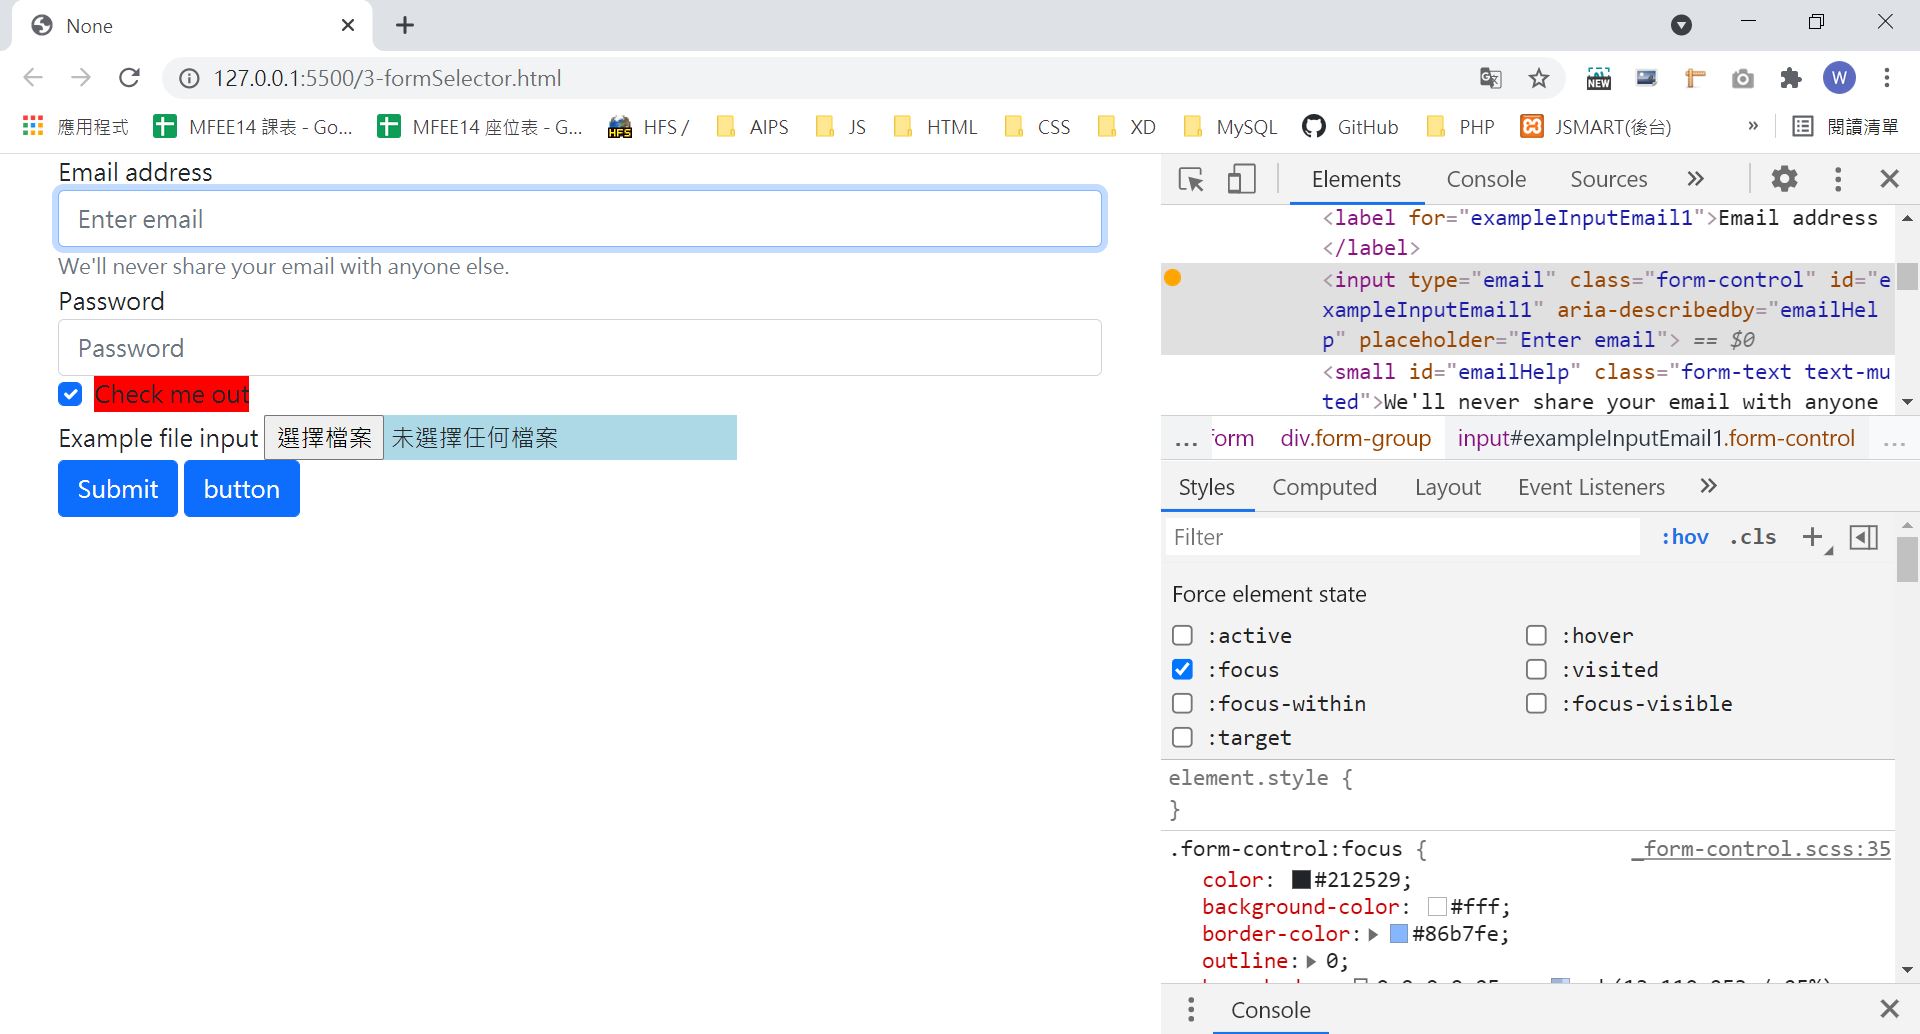 None
127.0.0.1:5500/3-formSelector.html
NEW
W
應用程式 MFEE14 課表 - Go... MFEE14 座位表 - G... HFS HFS / AIPS JS HTML CSS XD MySQL GitHub PHP JSMART(後台) » 閱讀清單
Email address
Enter email
We'll never share your email with anyone else.
Password
Password
Check me out
Example file input 選擇檔案 未選擇任何檔案
Submit button
Elements Console Sources »
<label for="exampleInputEmail1">Email address
</label>
<input type="email" class="form-control" id="e
xampleInputEmail1" aria-describedby="emailHel
p" placeholder="Enter email"> == $0
<small id="emailHelp" class="form-text text-mu
ted">We'll never share your email with anyone
... form div.form-group input#exampleInputEmail1.form-control ...
Styles Computed Layout Event Listeners »
Filter :hov .cls +
Force element state
:active :hover
:focus :visited
:focus-within :focus-visible
:target
element.style {
}
.form-control:focus { _form-control.scss:35
color: #212529;
background-color: #fff;
border-color: #86b7fe;
outline: 0;
Console